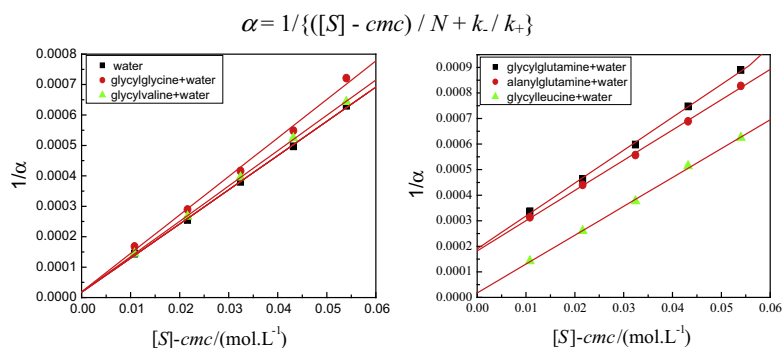 α = 1/{([S] - cmc) / N + k₋ / k₊}
water
glycylglycine+water
glycylvaline+water
0.0008
0.0007
0.0006
0.0005
0.0004
0.0003
0.0002
0.0001
0.0000
1/α
0.00 0.01 0.02 0.03 0.04 0.05 0.06
[S]-cmc/(mol.L⁻¹)
glycylglutamine+water
alanylglutamine+water
glycylleucine+water
0.0009
0.0008
0.0007
0.0006
0.0005
0.0004
0.0003
0.0002
0.0001
0.0000
1/α
0.00 0.01 0.02 0.03 0.04 0.05 0.06
[S]-cmc/(mol.L⁻¹)